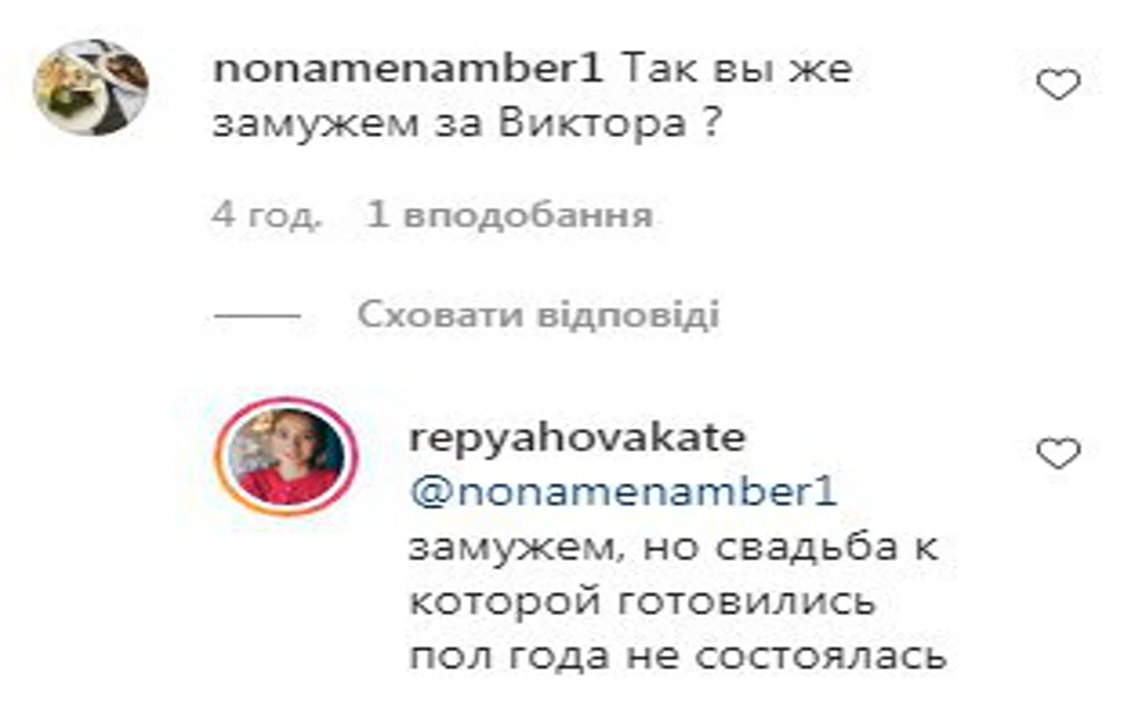 nonamenamber1 Так вы же
замужем за Виктора ?
4 год. 1 вподобання
Сховати відповіді
repyahovakate
@nonamenamber1
замужем, но свадьба к
которой готовились
пол года не состоялась